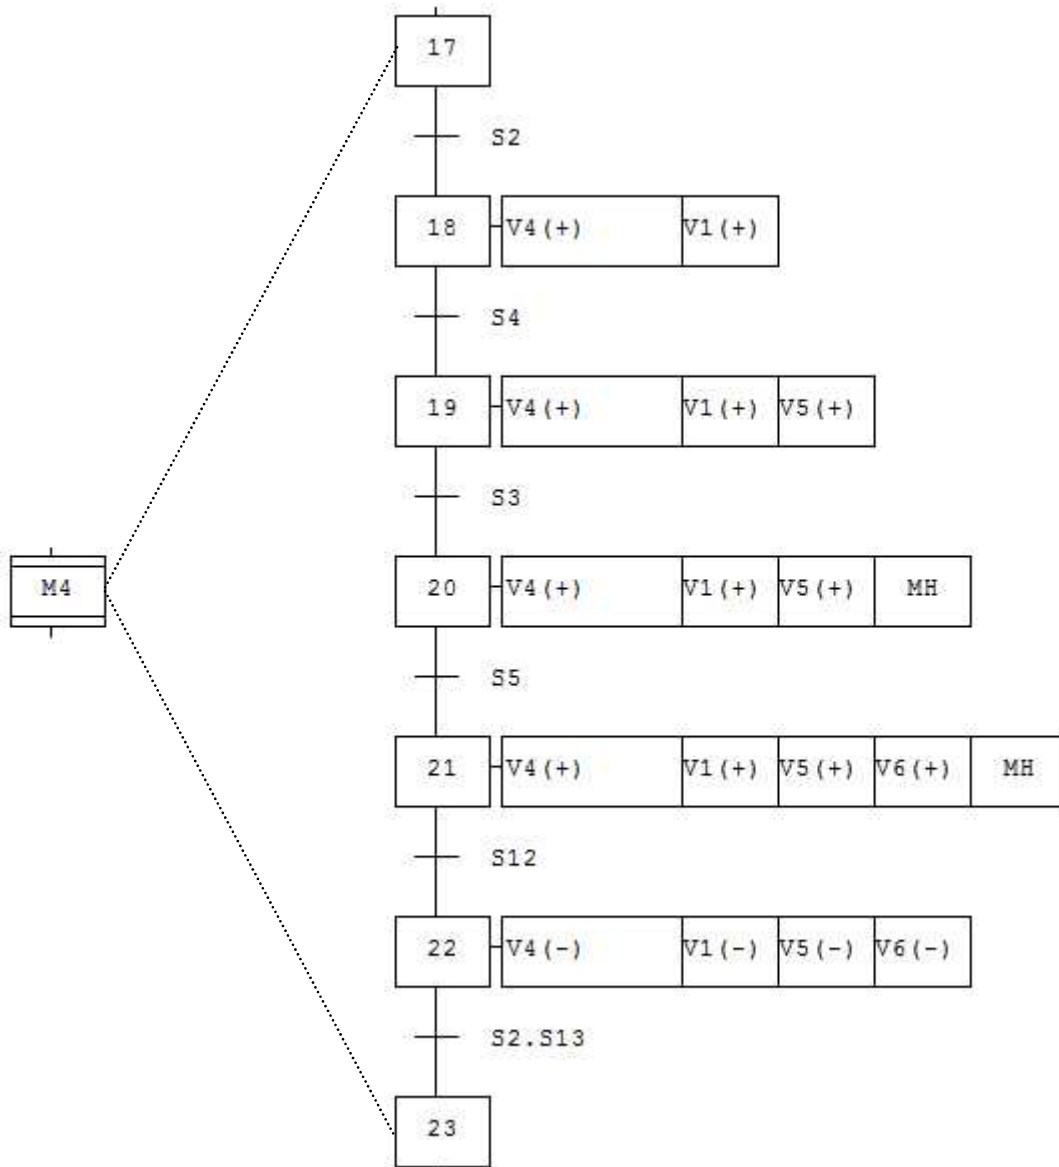 17
S2
18 V4(+) V1(+)
S4
19 V4(+) V1(+) V5(+)
S3
M4
20 V4(+) V1(+) V5(+) MH
S5
21 V4(+) V1(+) V5(+) V6(+) MH
S12
22 V4(-) V1(-) V5(-) V6(-)
S2.S13
23